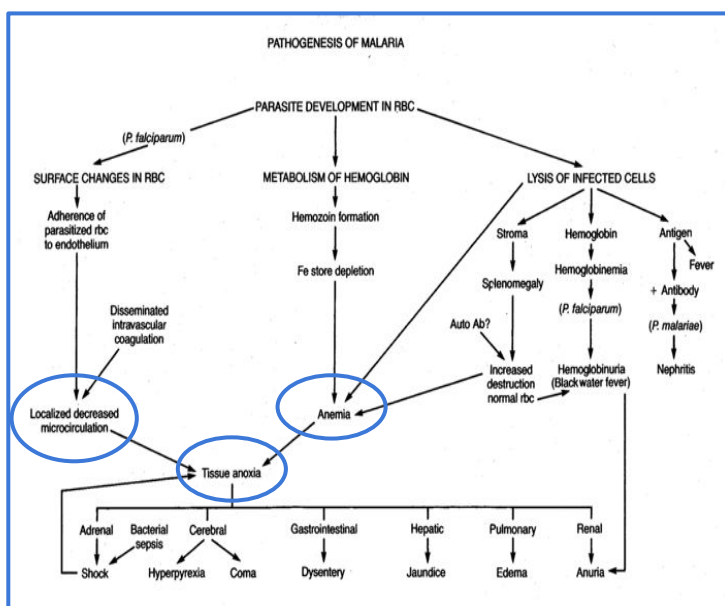 PATHOGENESIS OF MALARIA
PARASITE DEVELOPMENT IN RBC
(P. falciparum)
SURFACE CHANGES IN RBC
METABOLISM OF HEMOGLOBIN
LYSIS OF INFECTED CELLS
Adherence of
parasitized rbc
to endothelium
Hemozoin formation
Stroma
Hemoglobin
Antigen
Fever
Fe store depletion
Splenomegaly
Hemoglobinemia
+ Antibody
Disseminated
intravascular
coagulation
Auto Ab?
(P. falciparum)
(P. malariae)
Localized decreased
microcirculation
Anemia
Increased
destruction
normal rbc
Hemoglobinuria
(Blackwater fever)
Nephritis
Tissue anoxia
Adrenal
Bacterial
sepsis
Cerebral
Gastrointestinal
Hepatic
Pulmonary
Renal
Shock
Hyperpyrexia
Coma
Dysentery
Jaundice
Edema
Anuria